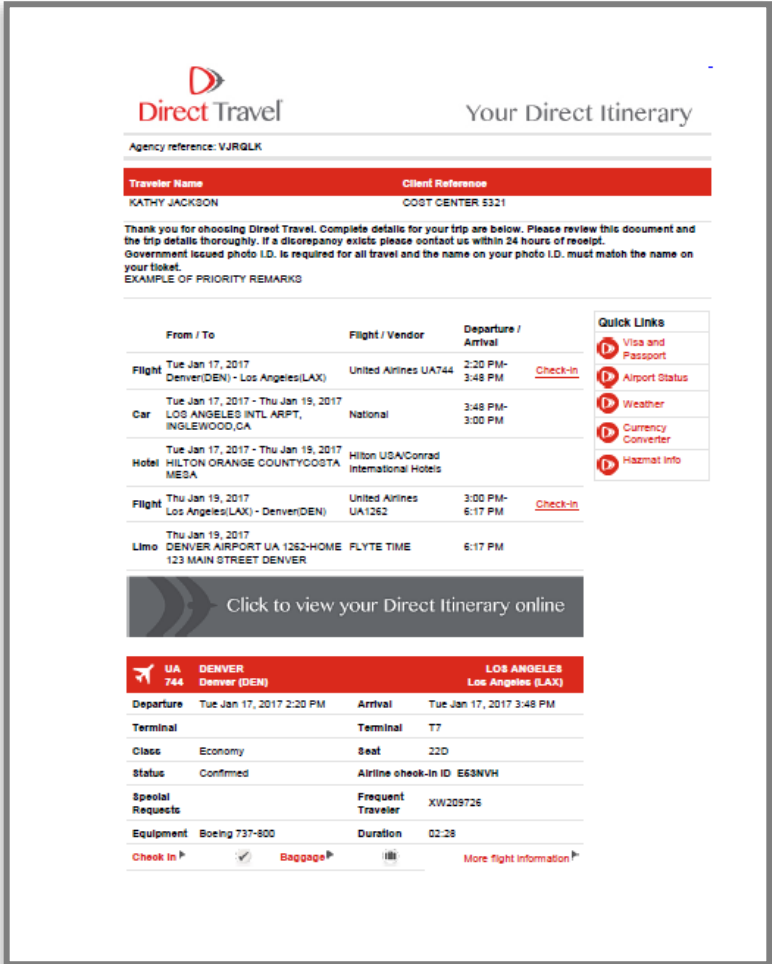 Direct Travel
Your Direct Itinerary
Agency reference: VJRQLK
Traveler Name Client Reference
KATHY JACKSON COST CENTER 5321
Thank you for choosing Direct Travel. Complete details for your trip are below. Please review this document and
the trip details thoroughly. If a discrepancy exists please contact us within 24 hours of receipt.
Government issued photo I.D. is required for all travel and the name on your photo I.D. must match the name on
your ticket.
EXAMPLE OF PRIORITY REMARKS
From / To Flight / Vendor Departure /
Arrival
Flight Tue Jan 17, 2017
Denver(DEN) - Los Angeles(LAX) United Airlines UA744 2:20 PM-
3:48 PM Check-in
Car Tue Jan 17, 2017 - Thu Jan 19, 2017
LOS ANGELES INTL ARPT,
INGLEWOOD,CA National 3:48 PM-
3:00 PM
Hotel Tue Jan 17, 2017 - Thu Jan 19, 2017
HILTON ORANGE COUNTYCOSTA
MESA Hilton USA/Conrad
International Hotels
Flight Thu Jan 19, 2017
Los Angeles(LAX) - Denver(DEN) United Airlines
UA1262 3:00 PM-
6:17 PM Check-in
Limo Thu Jan 19, 2017
DENVER AIRPORT UA 1262-HOME
123 MAIN STREET DENVER FLYTE TIME 6:17 PM
Quick Links
Visa and
Passport
Airport Status
Weather
Currency
Converter
Hazmat Info
Click to view your Direct Itinerary online
UA
744 DENVER
Denver (DEN) LOS ANGELES
Los Angeles (LAX)
Departure Tue Jan 17, 2017 2:20 PM Arrival Tue Jan 17, 2017 3:48 PM
Terminal Terminal T7
Class Economy Seat 22D
Status Confirmed Airline check-in ID E53NVH
Special
Requests Frequent
Traveler XW209726
Equipment Boeing 737-800 Duration 02:28
Check in Baggage More flight information